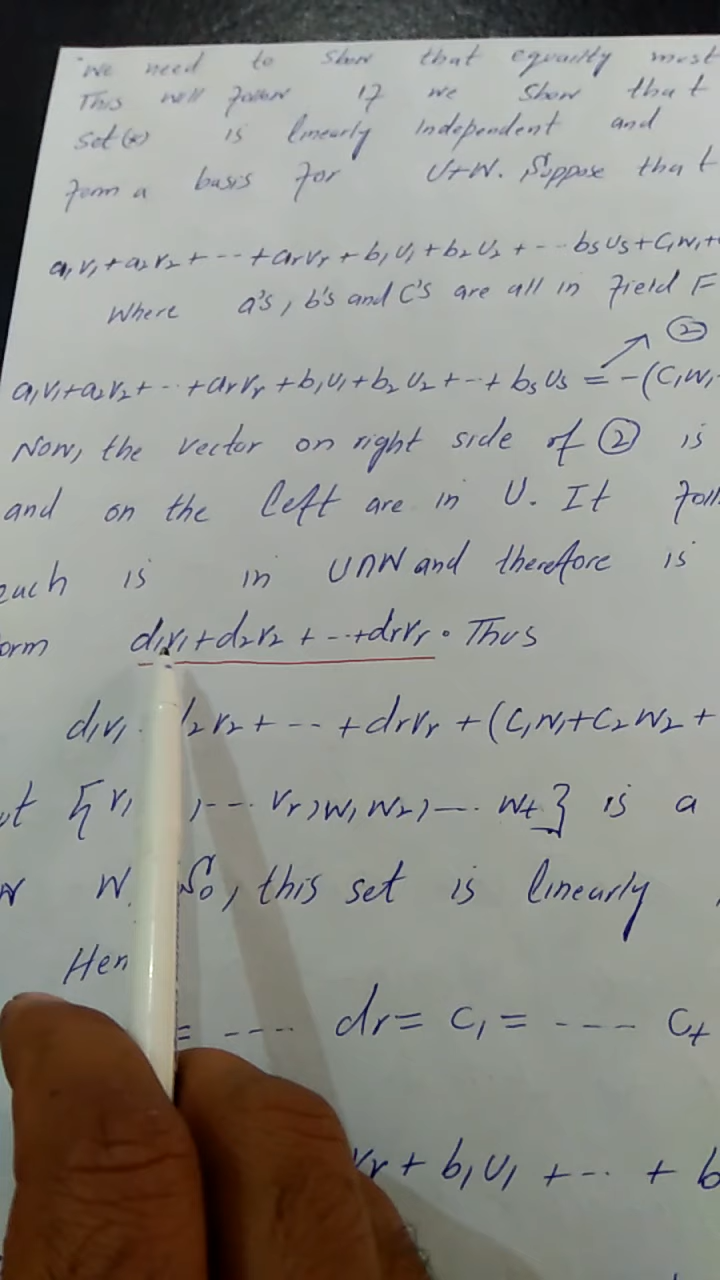 We need to show that equality must
This will follow if we show that
set(*) is linearly independent and
form a basis for U+W. Suppose that
a₁v₁+a₂v₂+---+arvr+b₁u₁+b₂u₂+---bsus+c₁w₁+
Where a's, b's and c's are all in field F
②
a₁v₁+a₂v₂+---+arvr+b₁u₁+b₂u₂+---+bsus=-(c₁w₁
Now, the vector on right side of ② is
and on the left are in U. It
each is in U∩W and therefore is
orm d₁v₁+d₂v₂+---+drvr. Thus
d₁v₁ d₂v₂+---+drvr+(c₁w₁+c₂w₂+
ut {v₁ ,--- vr,w₁,w₂,--- wt} is a
W. So, this set is linearly
Hen
= ---- dr=c₁= ---- ct
vr+b₁u₁+---+b